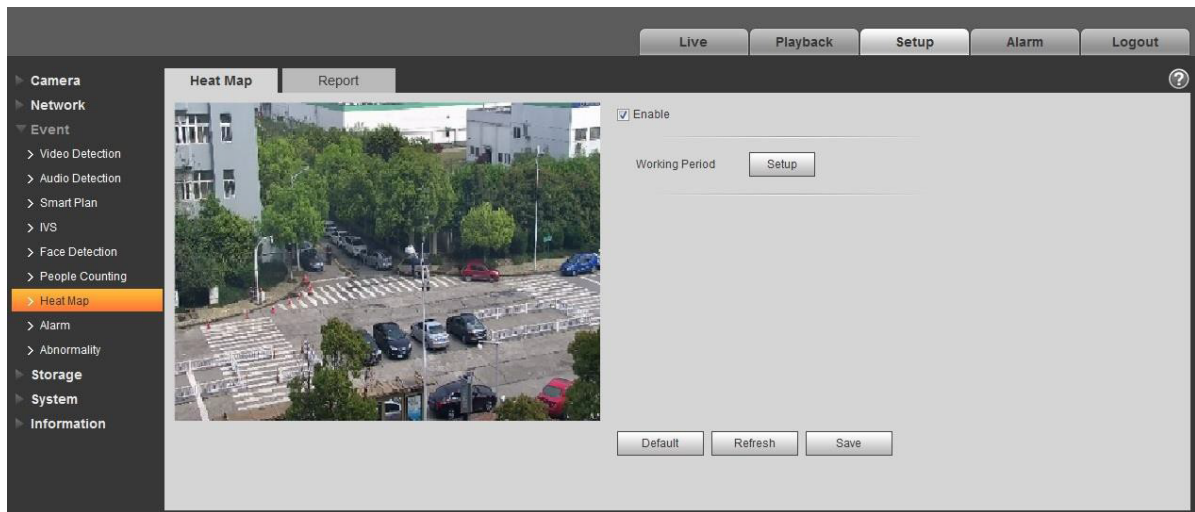 Live Playback Setup Alarm Logout
Camera
Network
Event
Video Detection
Audio Detection
Smart Plan
IVS
Face Detection
People Counting
Heat Map
Alarm
Abnormality
Storage
System
Information
Heat Map Report
?
Enable
Working Period Setup
Default Refresh Save